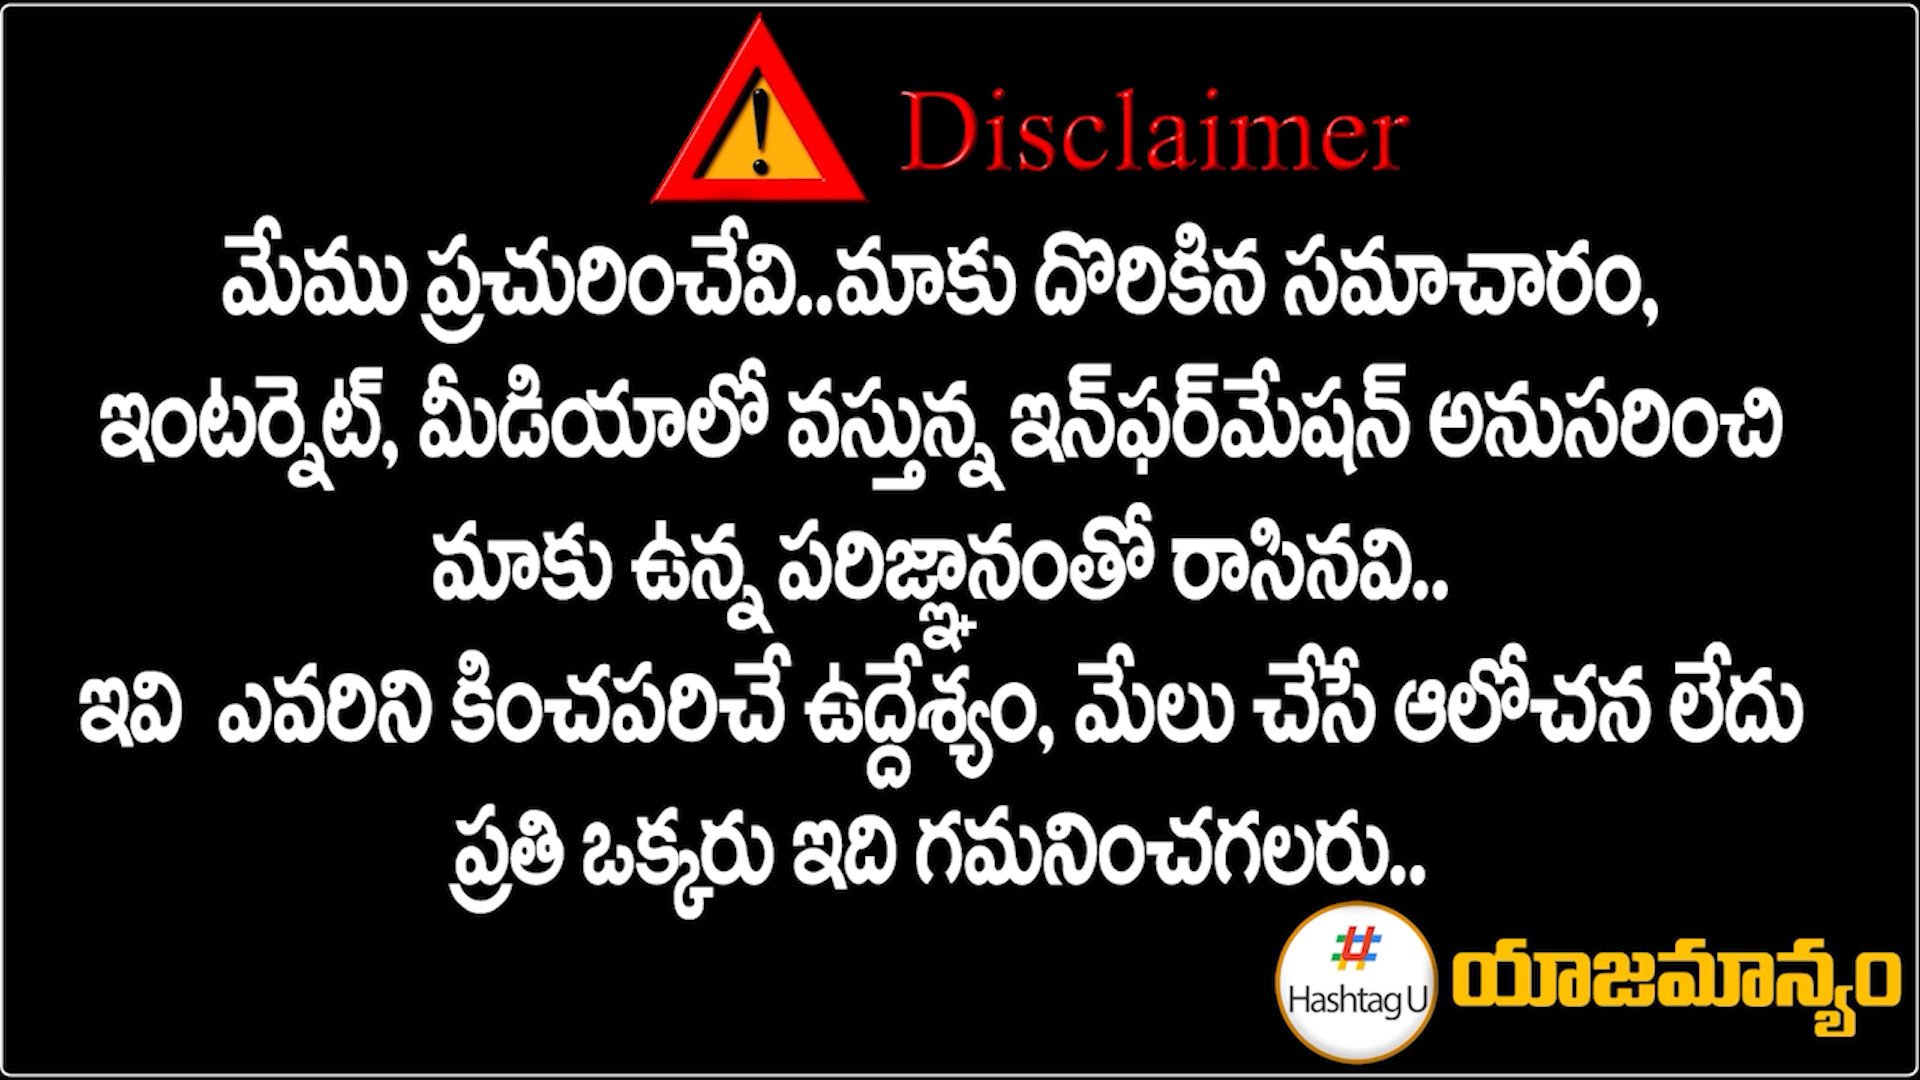 Disclaimer
మేము ప్రచురించేవి..మాకు దొరికిన సమాచారం,
ఇంటర్నెట్, మీడియాలో వస్తున్న ఇన్‌ఫర్‌మేషన్ అనుసరించి
మాకు ఉన్న పరిజ్ఞానంతో రాసినవి..
ఇవి ఎవరిని కించపరిచే ఉద్దేశ్యం, మేలు చేసే ఆలోచన లేదు
ప్రతి ఒక్కరు ఇది గమనించగలరు..
Hashtag U యాజమాన్యం